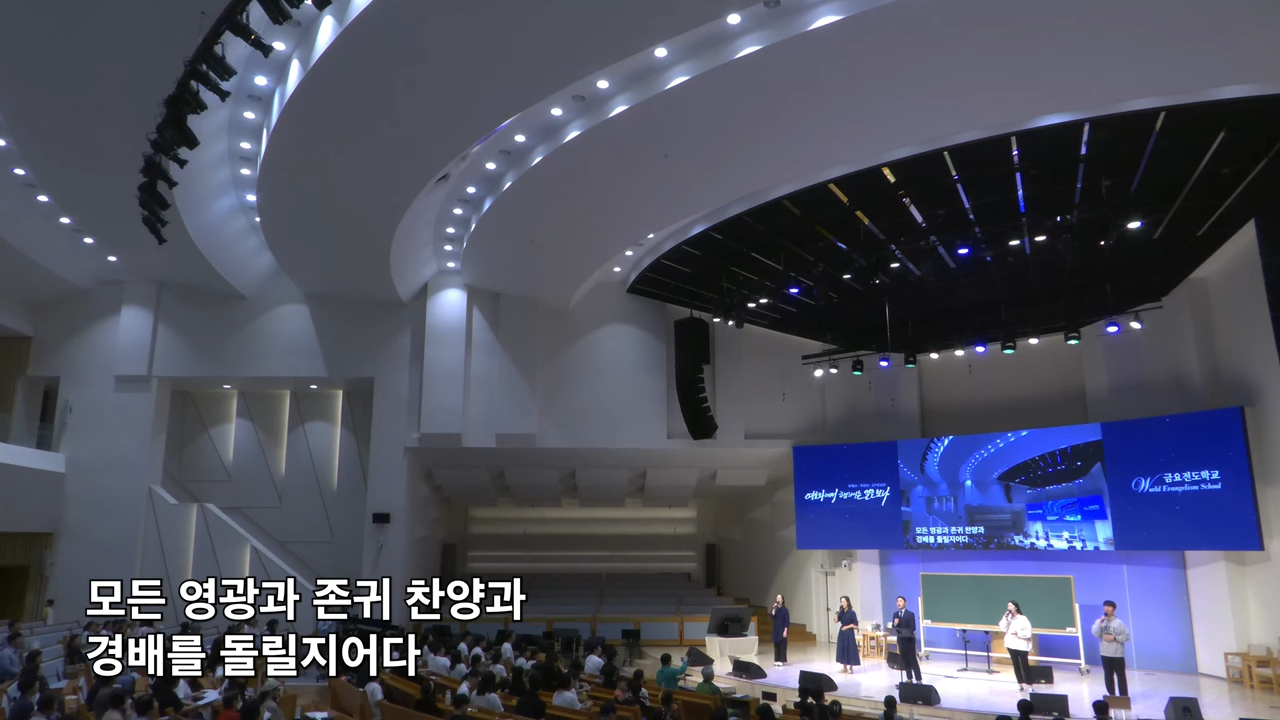 금요전도학교
World Evangelism School
모든 영광과 존귀 찬양과
경배를 돌릴지어다
모든 영광과 존귀 찬양과
경배를 돌릴지어다